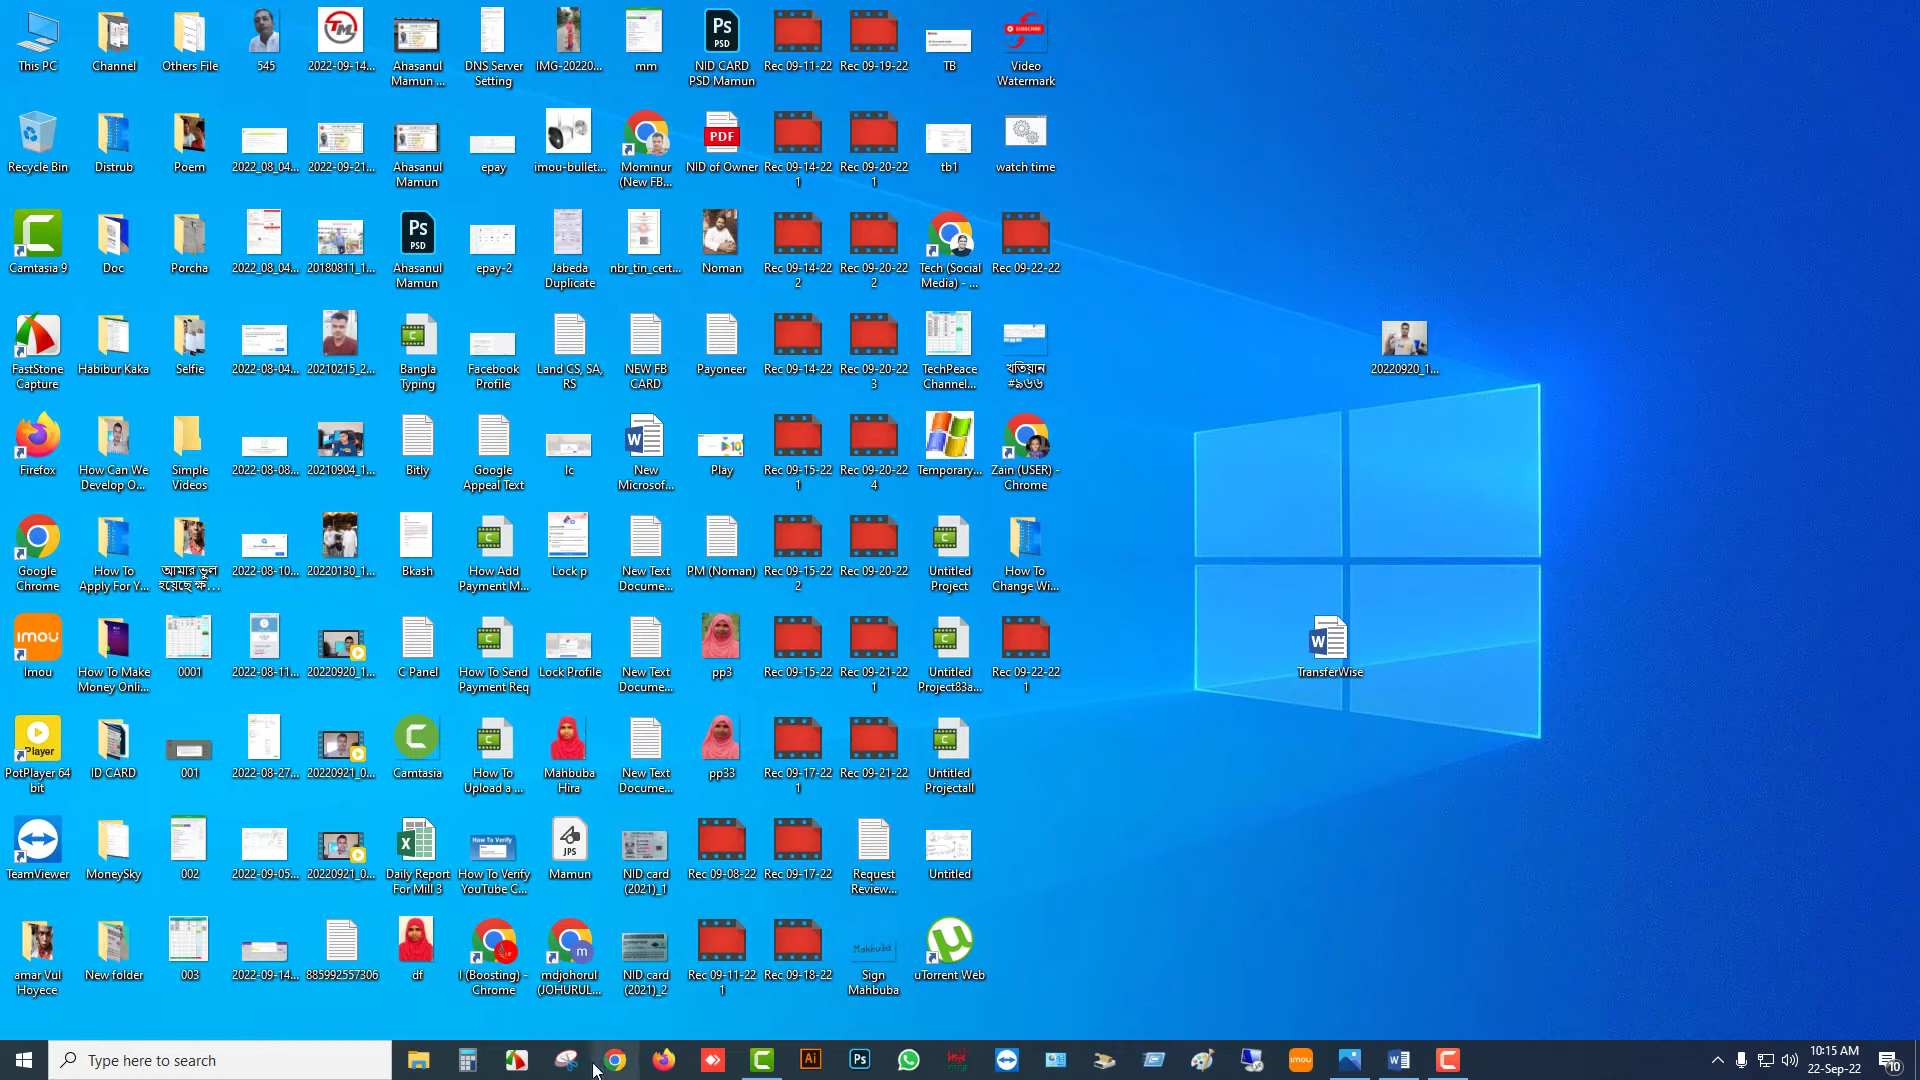 This PC
Channel
Others File
545
2022-09-14...
Ahasanul
Mamun ...
DNS Server
Setting
IMG-20220...
mm
Ps
PSD
NID CARD
PSD Mamun
Rec 09-11-22
Rec 09-19-22
TB
SUBSCRIBE
Video
Watermark
Recycle Bin
Distrub
Poem
2022_08_04...
2022-09-21...
Ahasanul
Mamun
epay
imou-bullet...
Mominur
(New FB...
PDF
NID of Owner
Rec 09-14-22
1
Rec 09-20-22
1
tb1
watch time
Camtasia 9
Doc
Porcha
2022_08_04...
20180811_1...
Ps
PSD
Ahasanul
Mamun
epay-2
Jabeda
Duplicate
nbr_tin_cert...
Noman
Rec 09-14-22
2
Rec 09-20-22
2
Tech (Social
Media) - ...
Rec 09-22-22
FastStone
Capture
Habibur Kaka
Selfie
2022-08-04...
20210215_2...
Bangla
Typing
Facebook
Profile
Land CS, SA,
RS
NEW FB
CARD
Payoneer
Rec 09-14-22
Rec 09-20-22
3
TechPeace
Channel...
খতিয়ান
#৯৬৬
20220920_1...
Firefox
How Can We
Develop O...
Simple
Videos
2022-08-08...
20210904_1...
Bitly
Google
Appeal Text
lc
New
Microsof...
Play
Rec 09-15-22
1
Rec 09-20-22
4
Temporary...
Zain (USER) -
Chrome
Google
Chrome
How To
Apply For Y...
আমার ভুল
হয়েছে ক্ষ...
2022-08-10...
20220130_1...
Bkash
How Add
Payment M...
Lock p
New Text
Docume...
PM (Noman)
Rec 09-15-22
2
Rec 09-20-22
Untitled
Project
How To
Change Wi...
imou
Imou
How To Make
Money Onli...
0001
2022-08-11...
20220920_1...
C Panel
How To Send
Payment Req
Lock Profile
New Text
Docume...
pp3
Rec 09-15-22
Rec 09-21-22
1
Untitled
Project83a...
Rec 09-22-22
1
TransferWise
Player
PotPlayer 64
bit
ID CARD
001
2022-08-27...
20220921_0...
Camtasia
How To
Upload a ...
Mahbuba
Hira
New Text
Docume...
pp33
Rec 09-17-22
1
Rec 09-21-22
Untitled
Projectall
TeamViewer
MoneySky
002
2022-09-05...
20220921_0...
Daily Report
For Mill 3
How To Verify
How To Verify
YouTube C...
JPS
Mamun
NID card
(2021)_1
Rec 09-08-22
Rec 09-17-22
Request
Review...
Untitled
amar Vul
Hoyece
New folder
003
2022-09-14...
885992557306
df
I (Boosting) -
Chrome
mdjohorul
(JOHURUL...
NID card
(2021)_2
Rec 09-11-22
1
Rec 09-18-22
Mahbuba
Sign
Mahbuba
uTorrent Web
Type here to search
Ai
Ps
imou
10:15 AM
22-Sep-22
10